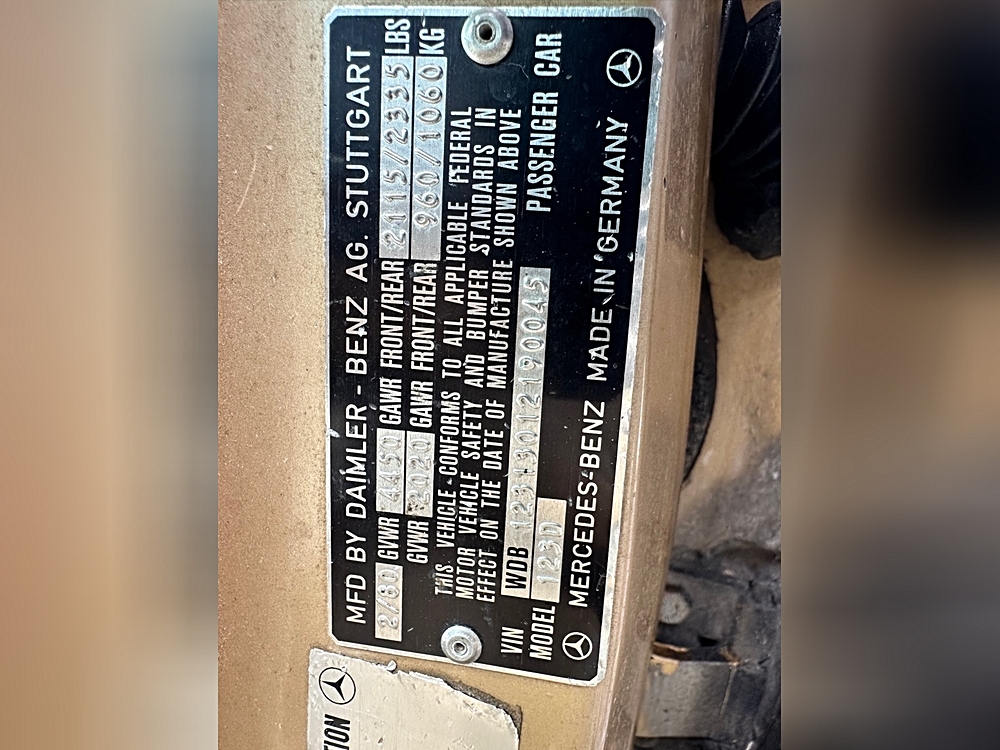 MFD BY DAIMLER - BENZ AG. STUTTGART
2/80 GVWR 4450 GAWR FRONT/REAR 2115/2335 LBS
GVWR 2020 GAWR FRONT/REAR 960/1060 KG
THIS VEHICLE CONFORMS TO ALL APPLICABLE FEDERAL
MOTOR VEHICLE SAFETY AND BUMPER STANDARDS IN
EFFECT ON THE DATE OF MANUFACTURE SHOWN ABOVE
VIN WDB 12313012190045
MODEL 123D PASSENGER CAR
MERCEDES-BENZ MADE IN GERMANY
TION